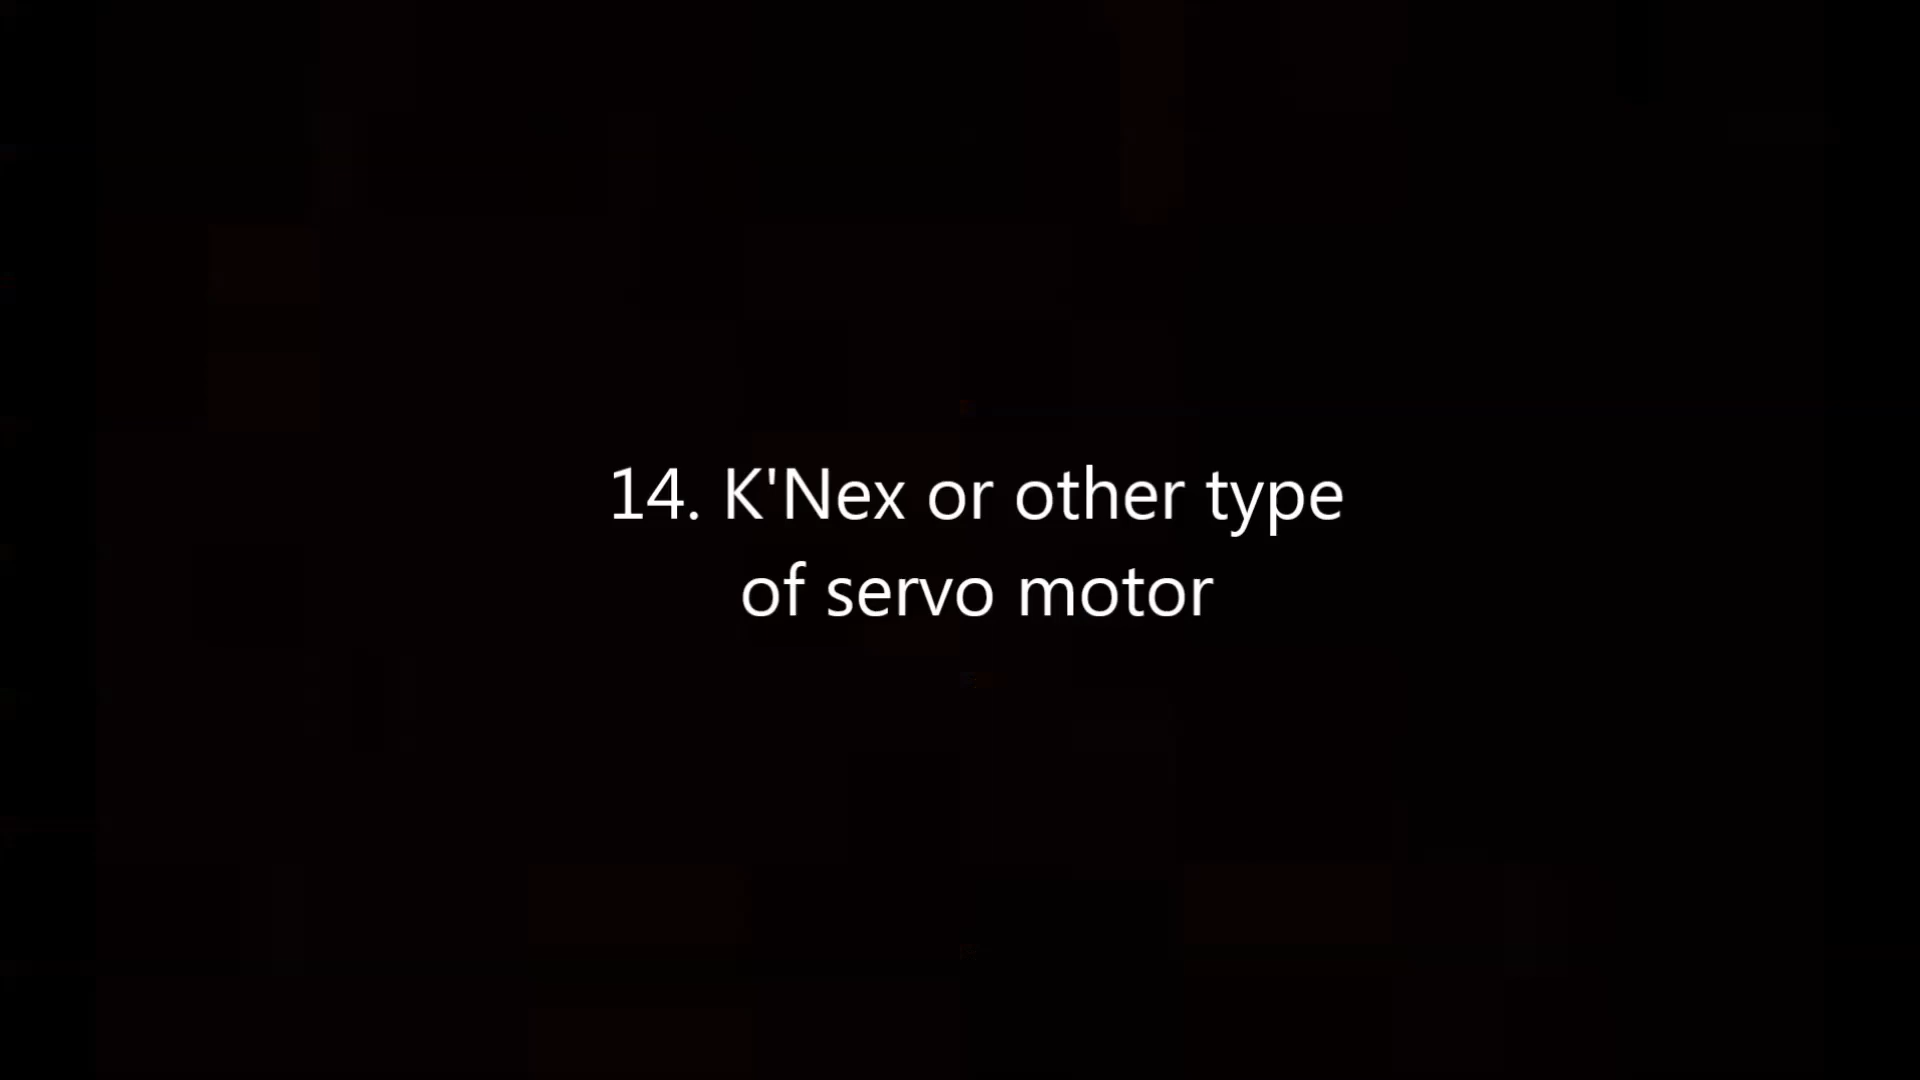 14. K'Nex or other type
of servo motor